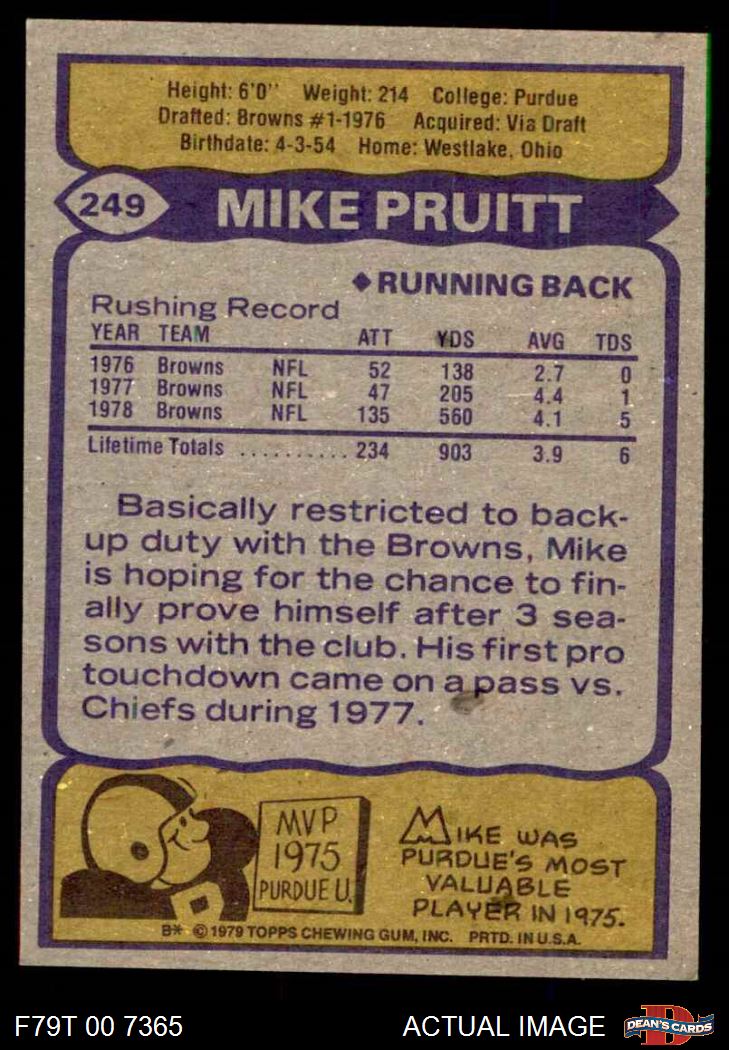 Height: 6'0'' Weight: 214 College: Purdue
Drafted: Browns #1-1976 Acquired: Via Draft
Birthdate: 4-3-54 Home: Westlake, Ohio
249 MIKE PRUITT
◆RUNNING BACK
Rushing Record
YEAR TEAM ATT YDS AVG TDS
1976 Browns NFL 52 138 2.7 0
1977 Browns NFL 47 205 4.4 1
1978 Browns NFL 135 560 4.1 5
Lifetime Totals .......... 234 903 3.9 6
Basically restricted to back-
up duty with the Browns, Mike
is hoping for the chance to fin-
ally prove himself after 3 sea-
sons with the club. His first pro
touchdown came on a pass vs.
Chiefs during 1977.
MVP
1975
PURDUE U.
MIKE WAS
PURDUE'S MOST
VALUABLE
PLAYER IN 1975.
B* © 1979 TOPPS CHEWING GUM, INC. PRTD. IN U.S.A.
F79T 00 7365 ACTUAL IMAGE
D
DEAN'S CARDS